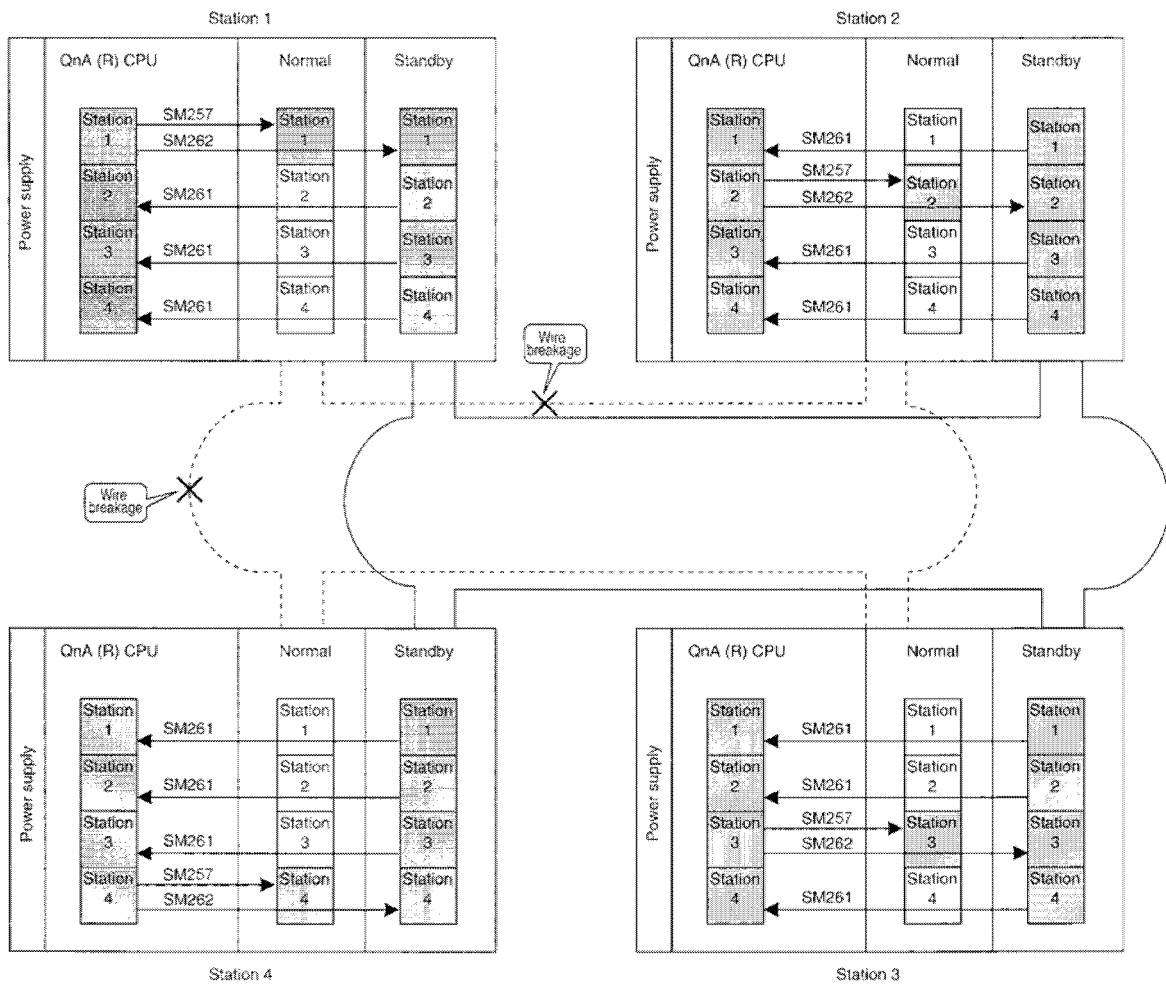 Station 1
Power supply
QnA (R) CPU
Normal
Standby
Station
1
Station
2
Station
3
Station
4
SM257
SM262
SM261
SM261
SM261
Station
1
Station
2
Station
3
Station
4
Station
1
Station
2
Station
3
Station
4
Station 2
Power supply
QnA (R) CPU
Normal
Standby
Station
1
Station
2
Station
3
Station
4
SM261
SM257
SM262
SM261
SM261
Station
1
Station
2
Station
3
Station
4
Station
1
Station
2
Station
3
Station
4
Wire
breakage
Wire
breakage
Power supply
QnA (R) CPU
Normal
Standby
Station
1
Station
2
Station
3
Station
4
SM261
SM261
SM261
SM257
SM262
Station
1
Station
2
Station
3
Station
4
Station
1
Station
2
Station
3
Station
4
Station 4
Power supply
QnA (R) CPU
Normal
Standby
Station
1
Station
2
Station
3
Station
4
SM261
SM261
SM257
SM262
SM261
Station
1
Station
2
Station
3
Station
4
Station
1
Station
2
Station
3
Station
4
Station 3